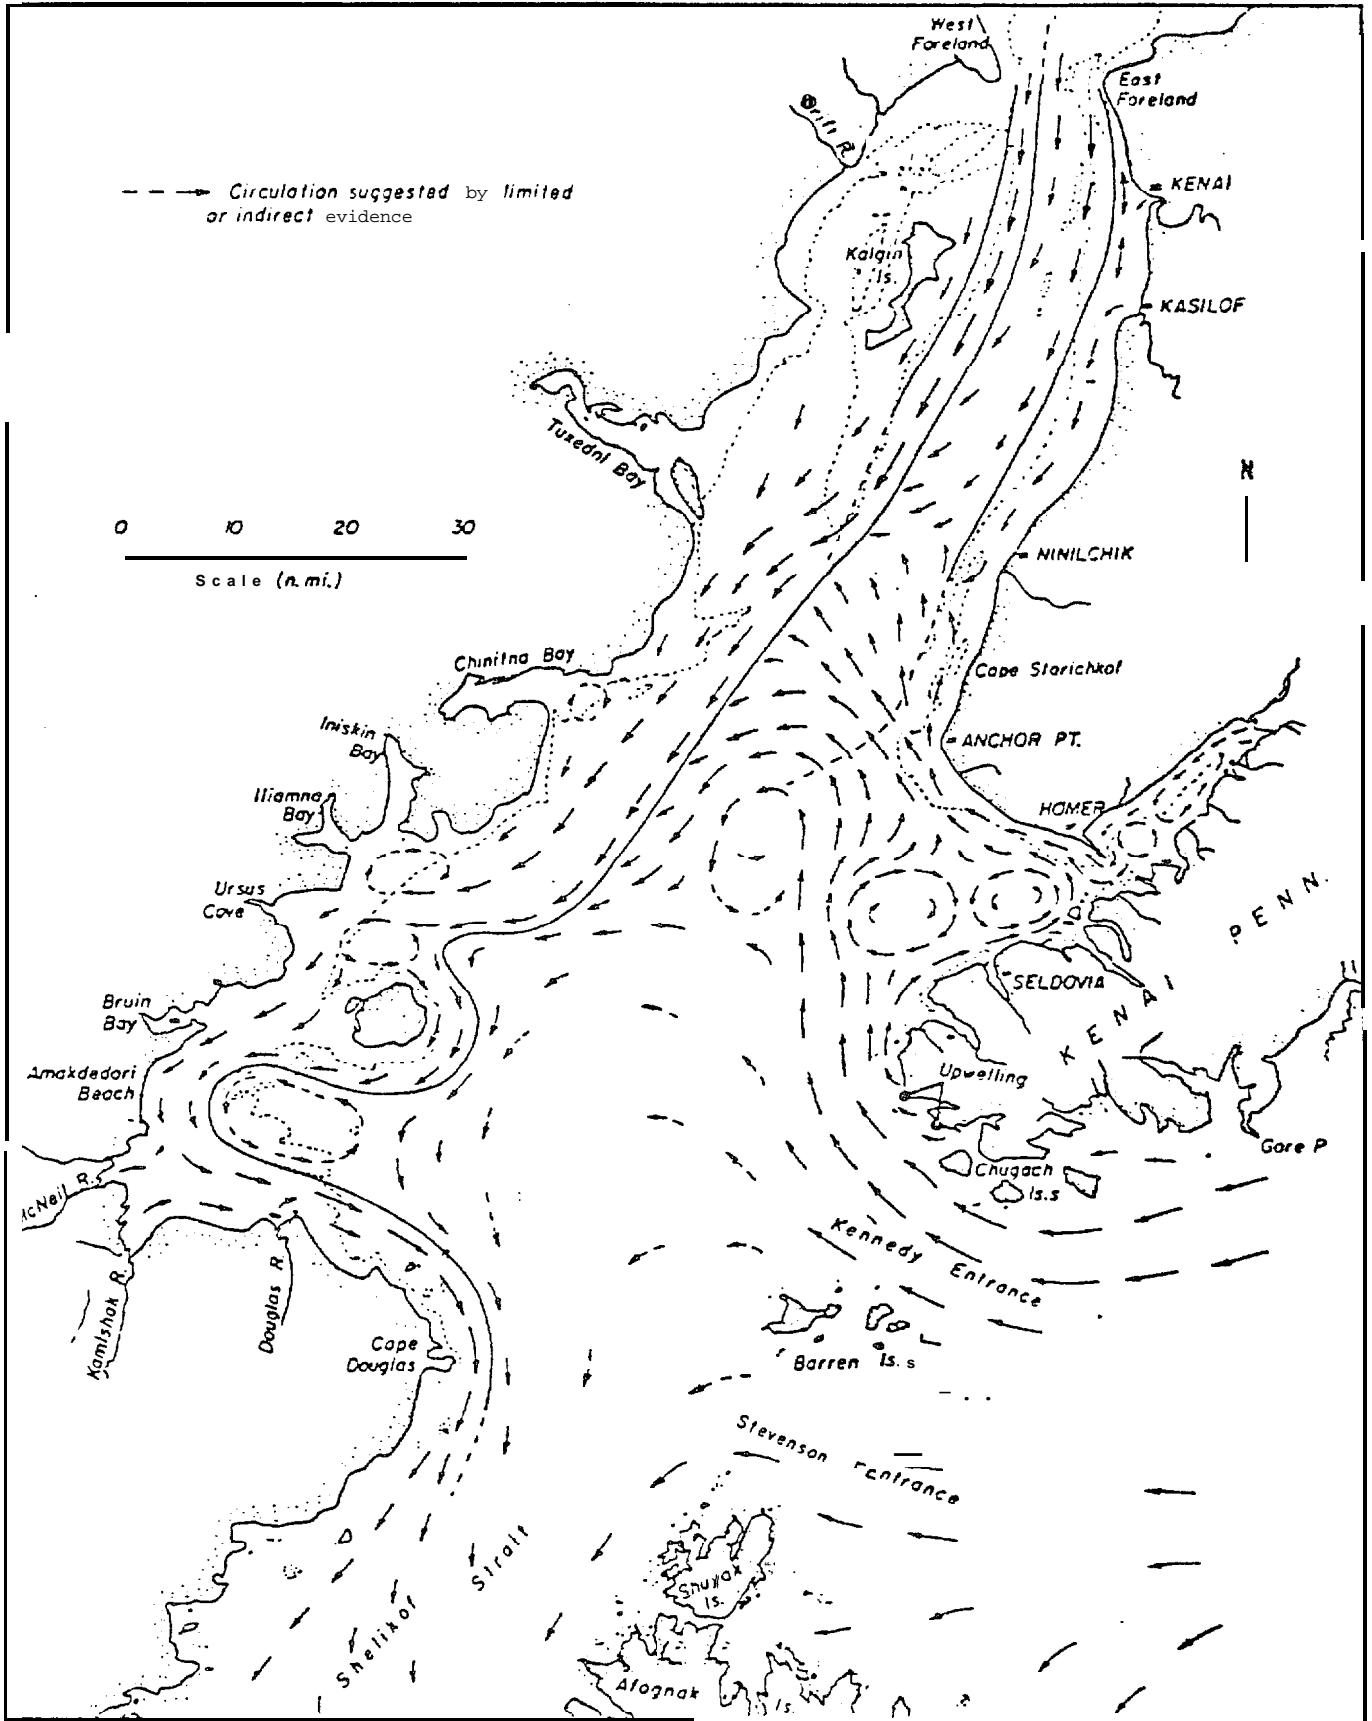 West
Foreland
East
Foreland
Drift R.
KENAI
Circulation suggested by limited
or indirect evidence
Kalgin
Is.
KASILOF
Tuxedni Bay
N
0 10 20 30
Scale (n. mi.)
NINILCHIK
Chinitna Bay
Cape Starichkof
Iniskin
Bay
ANCHOR PT.
Iliamna
Bay
HOMER
Ursus
Cove
KENAI PENN.
SELDOVIA
Bruin
Bay
Amakdedori
Beach
Upwelling
Gore P
Chugach
Is.s
McNeil R.
Kennedy Entrance
Kamishak R.
Douglas R.
Cape
Douglas
Barren Is. s
Stevenson Entrance
Shelikof Strait
Shuyak
Is.
Afognak Is.